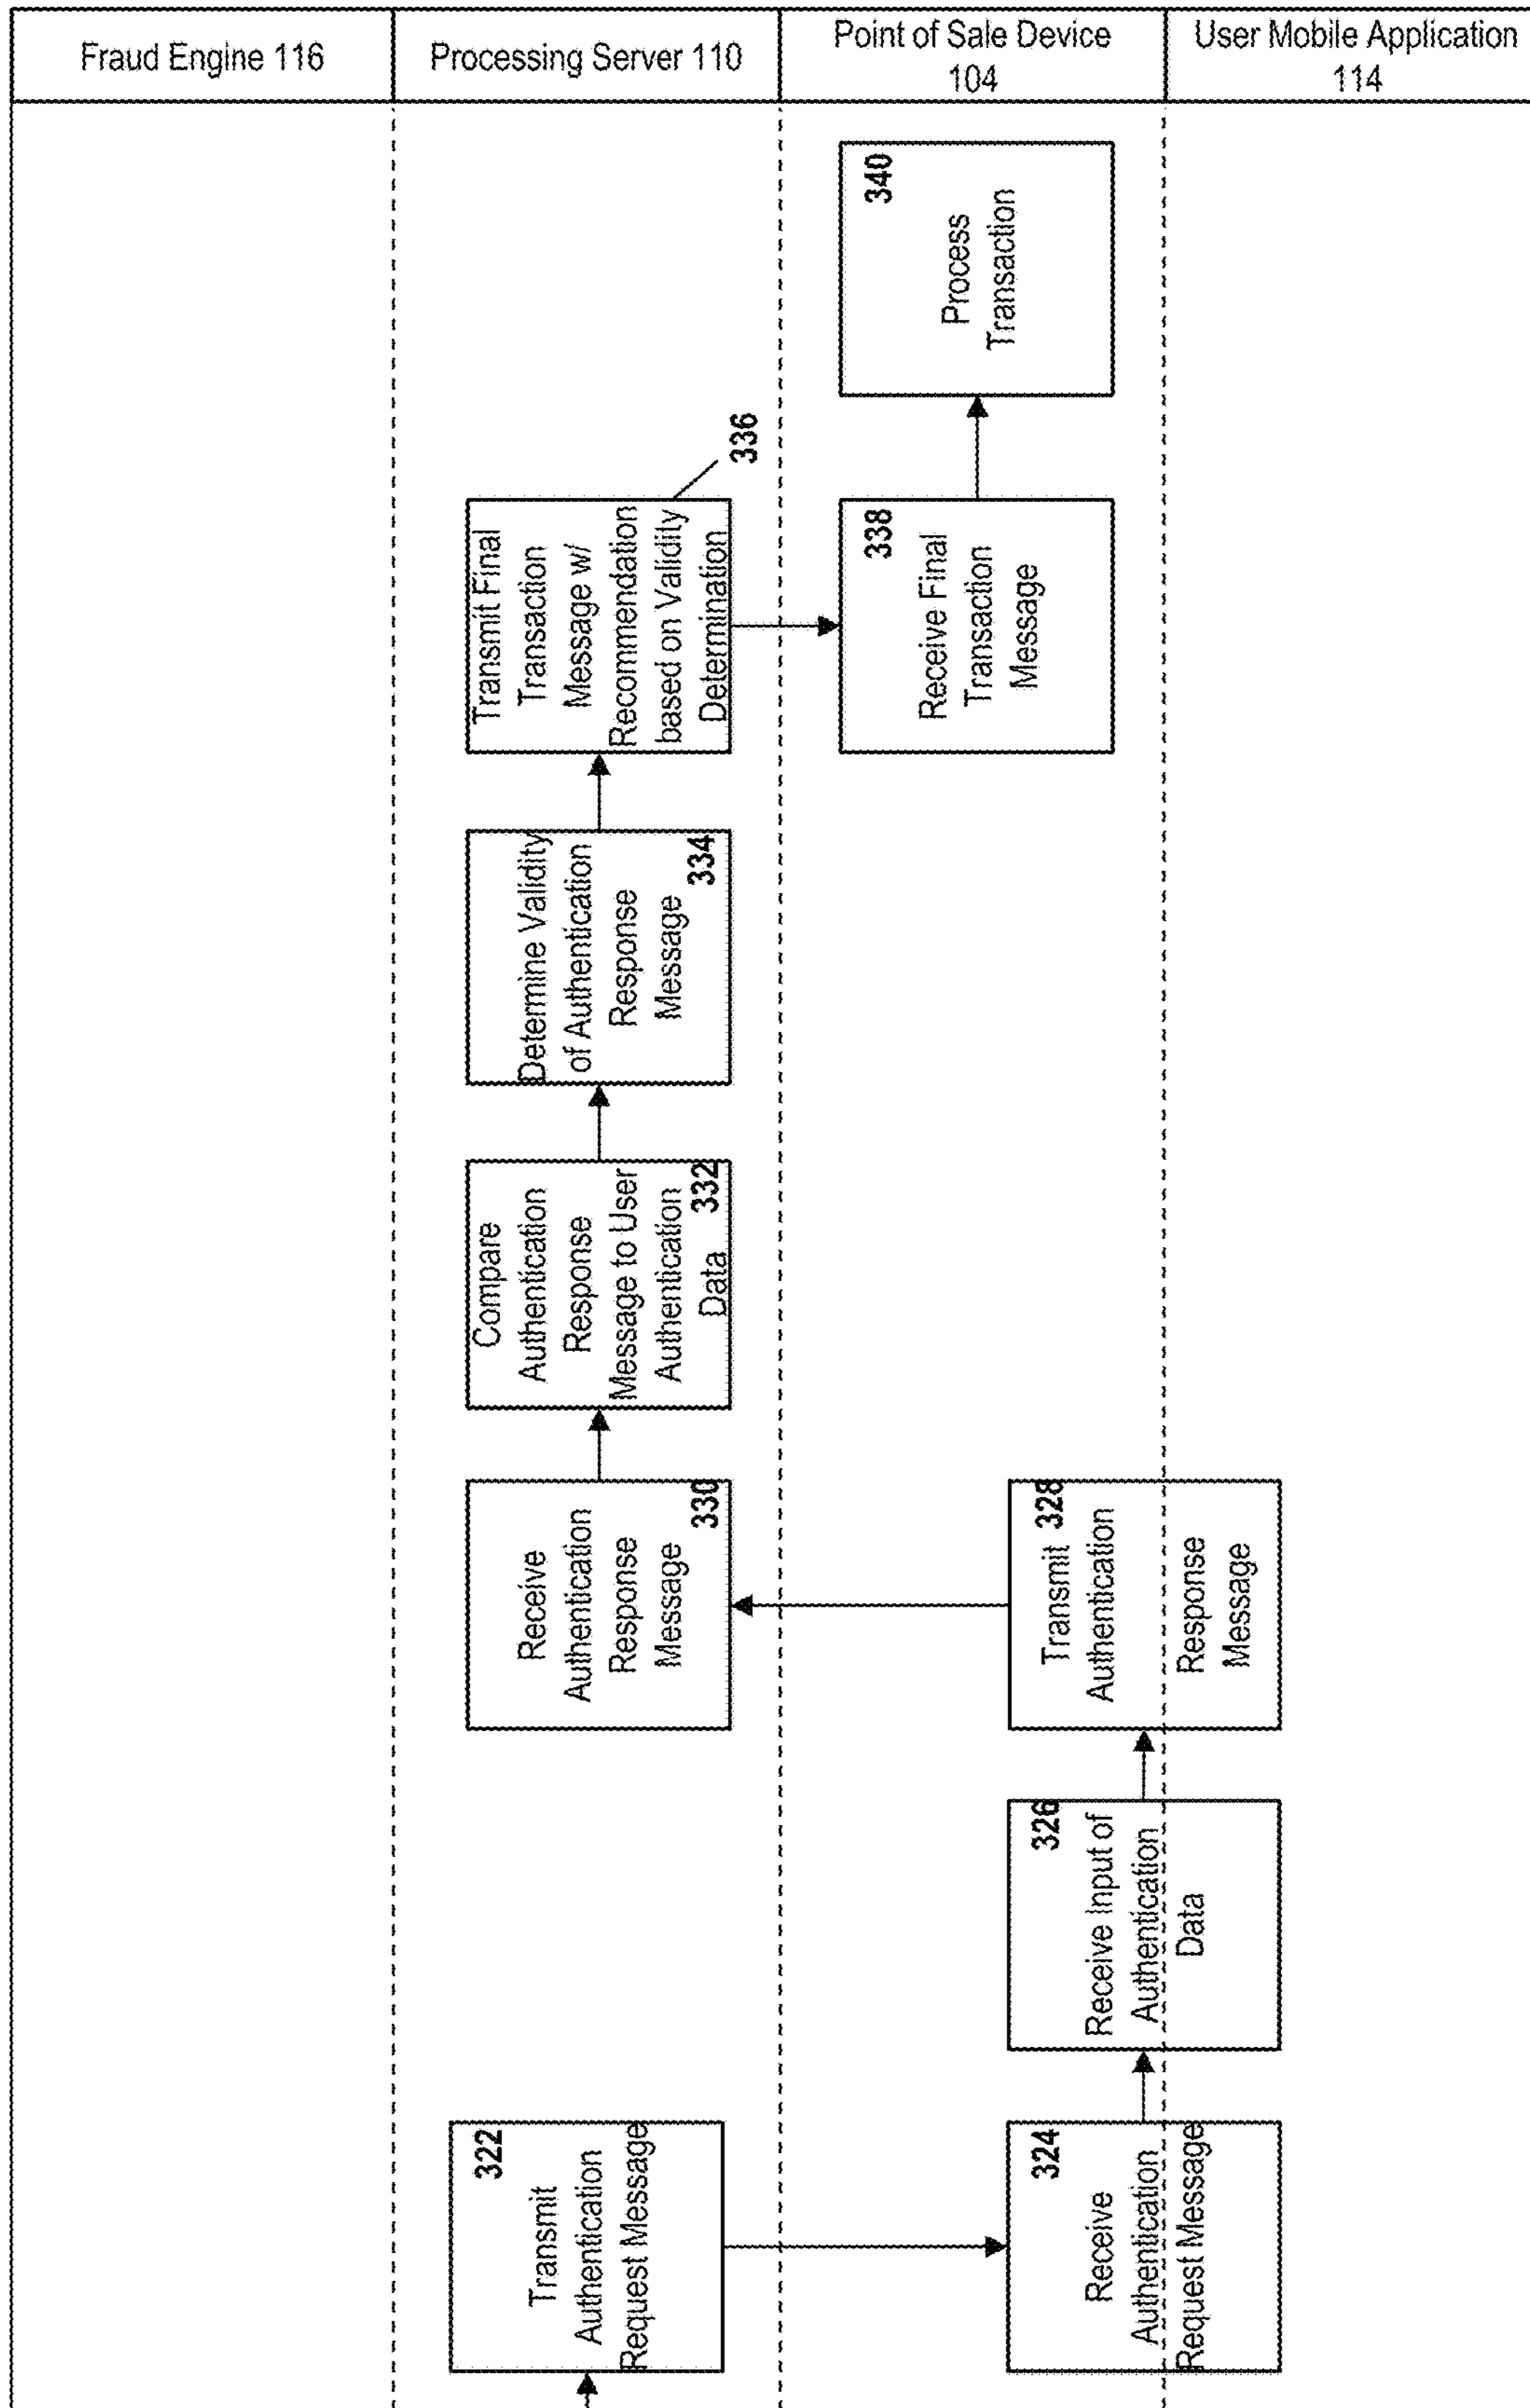 Fraud Engine 116
Processing Server 110
Point of Sale Device
104
User Mobile Application
114
322
Transmit
Authentication
Request Message
324
Receive
Authentication
Request Message
326
Receive Input of
Authentication
Data
Transmit 328
Authentication
Response
Message
Receive
Authentication
Response
Message 330
Compare
Authentication
Response
Message to User
Authentication
Data 332
Determine Validity
of Authentication
Response
Message 334
Transmit Final
Transaction
Message w/
Recommendation
based on Validity
Determination
336
338
Receive Final
Transaction
Message
340
Process
Transaction